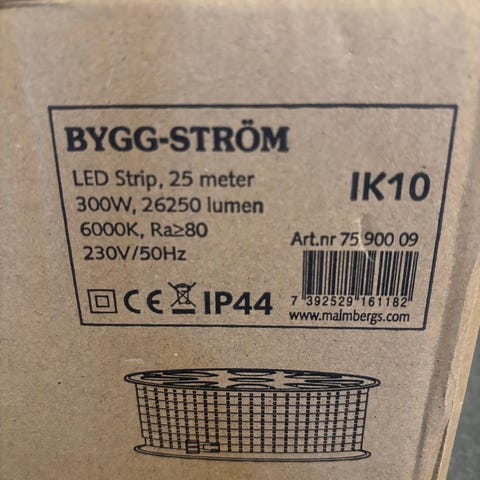 BYGG-STRÖM
LED Strip, 25 meter
300W, 26250 lumen
6000K, Ra≥80
230V/50Hz
IK10
Art.nr 75 900 09
7 392529 161182
www.malmbergs.com
CE IP44